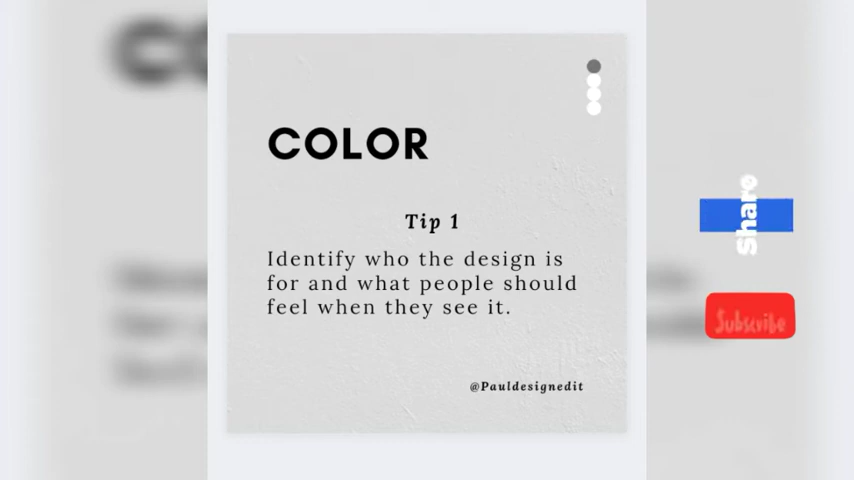 COLOR
Tip 1
Identify who the design is
for and what people should
feel when they see it.
@Pauldesignedit
Share
Subscribe